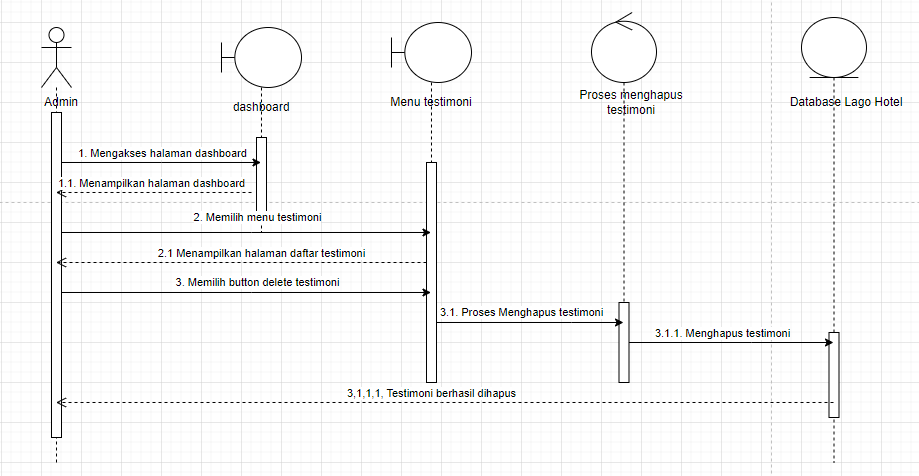 Admin
dashboard
Menu testimoni
Proses menghapus
testimoni
Database Lago Hotel
1. Mengakses halaman dashboard
1.1. Menampilkan halaman dashboard
2. Memilih menu testimoni
2.1 Menampilkan halaman daftar testimoni
3. Memilih button delete testimoni
3.1. Proses Menghapus testimoni
3.1.1. Menghapus testimoni
3,1,1,1, Testimoni berhasil dihapus